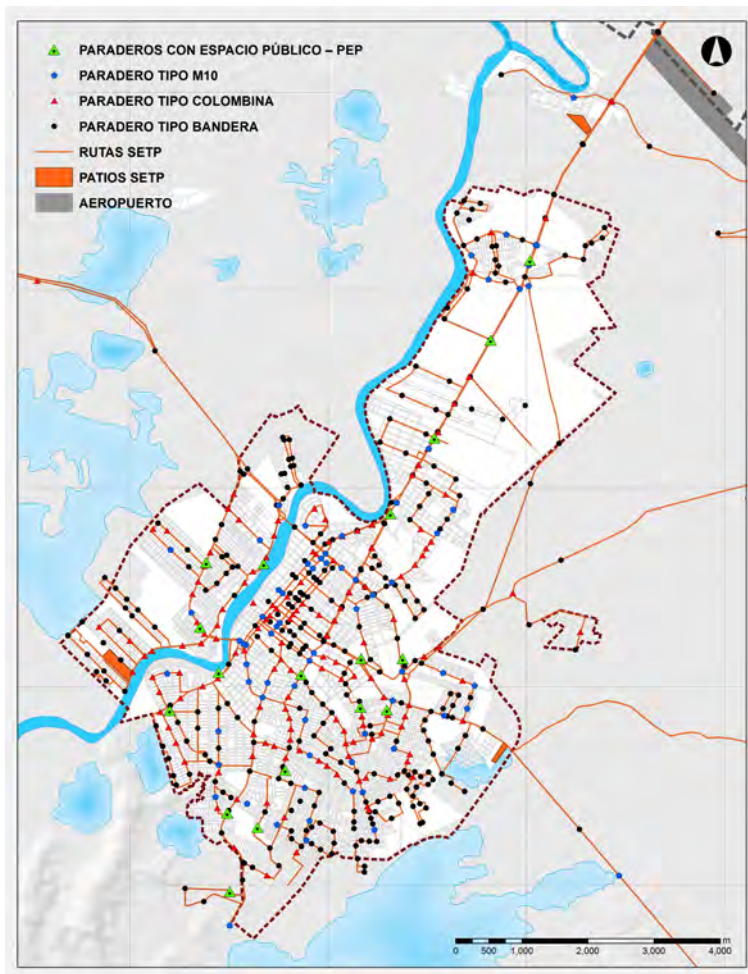 PARADEROS CON ESPACIO PÚBLICO – PEP
PARADERO TIPO M10
PARADERO TIPO COLOMBINA
PARADERO TIPO BANDERA
RUTAS SETP
PATIOS SETP
AEROPUERTO
m
0 500 1,000 2,000 3,000 4,000